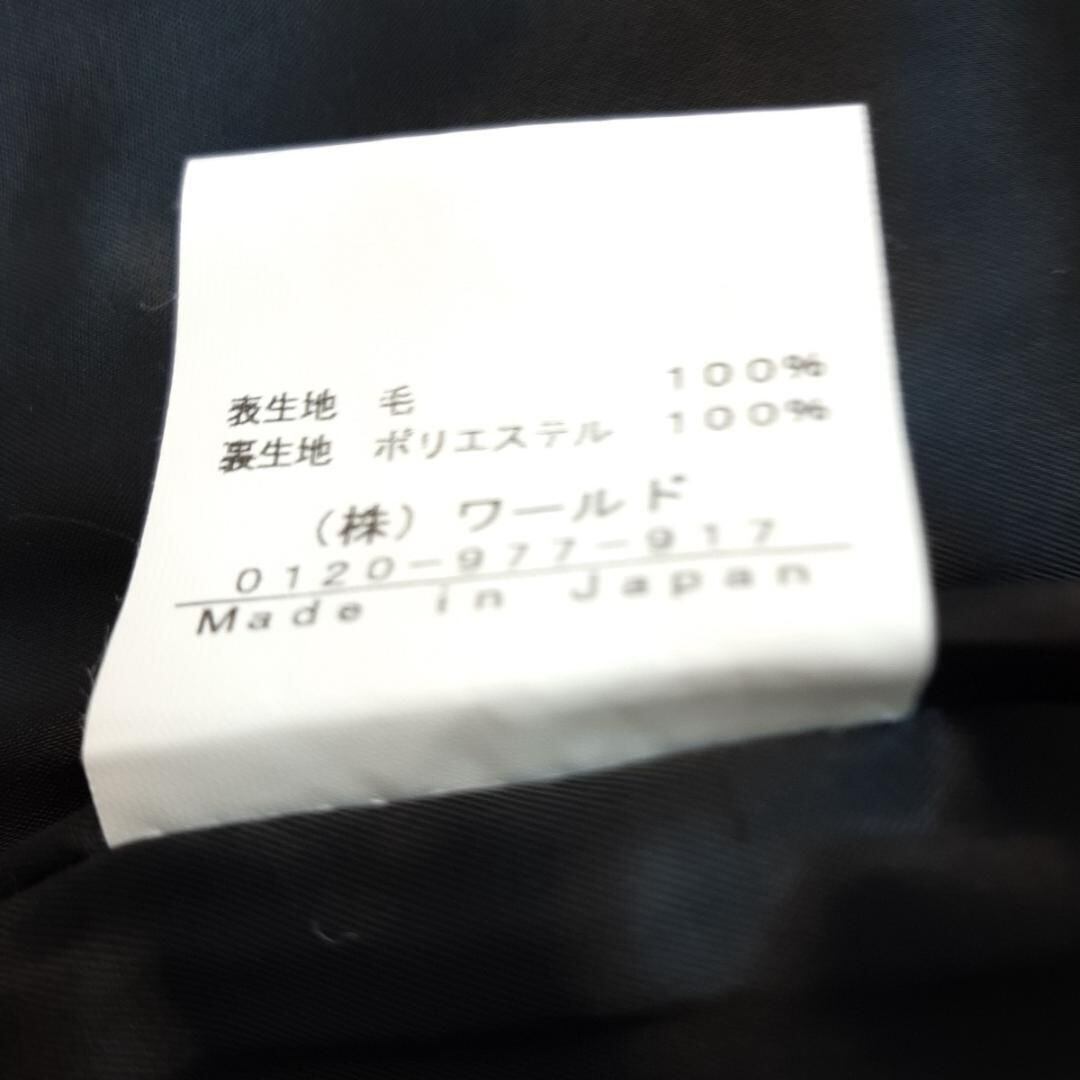 表生地 毛 100%
裏生地 ポリエステル 100%
(株)ワールド
0120-977-917
Made in Japan